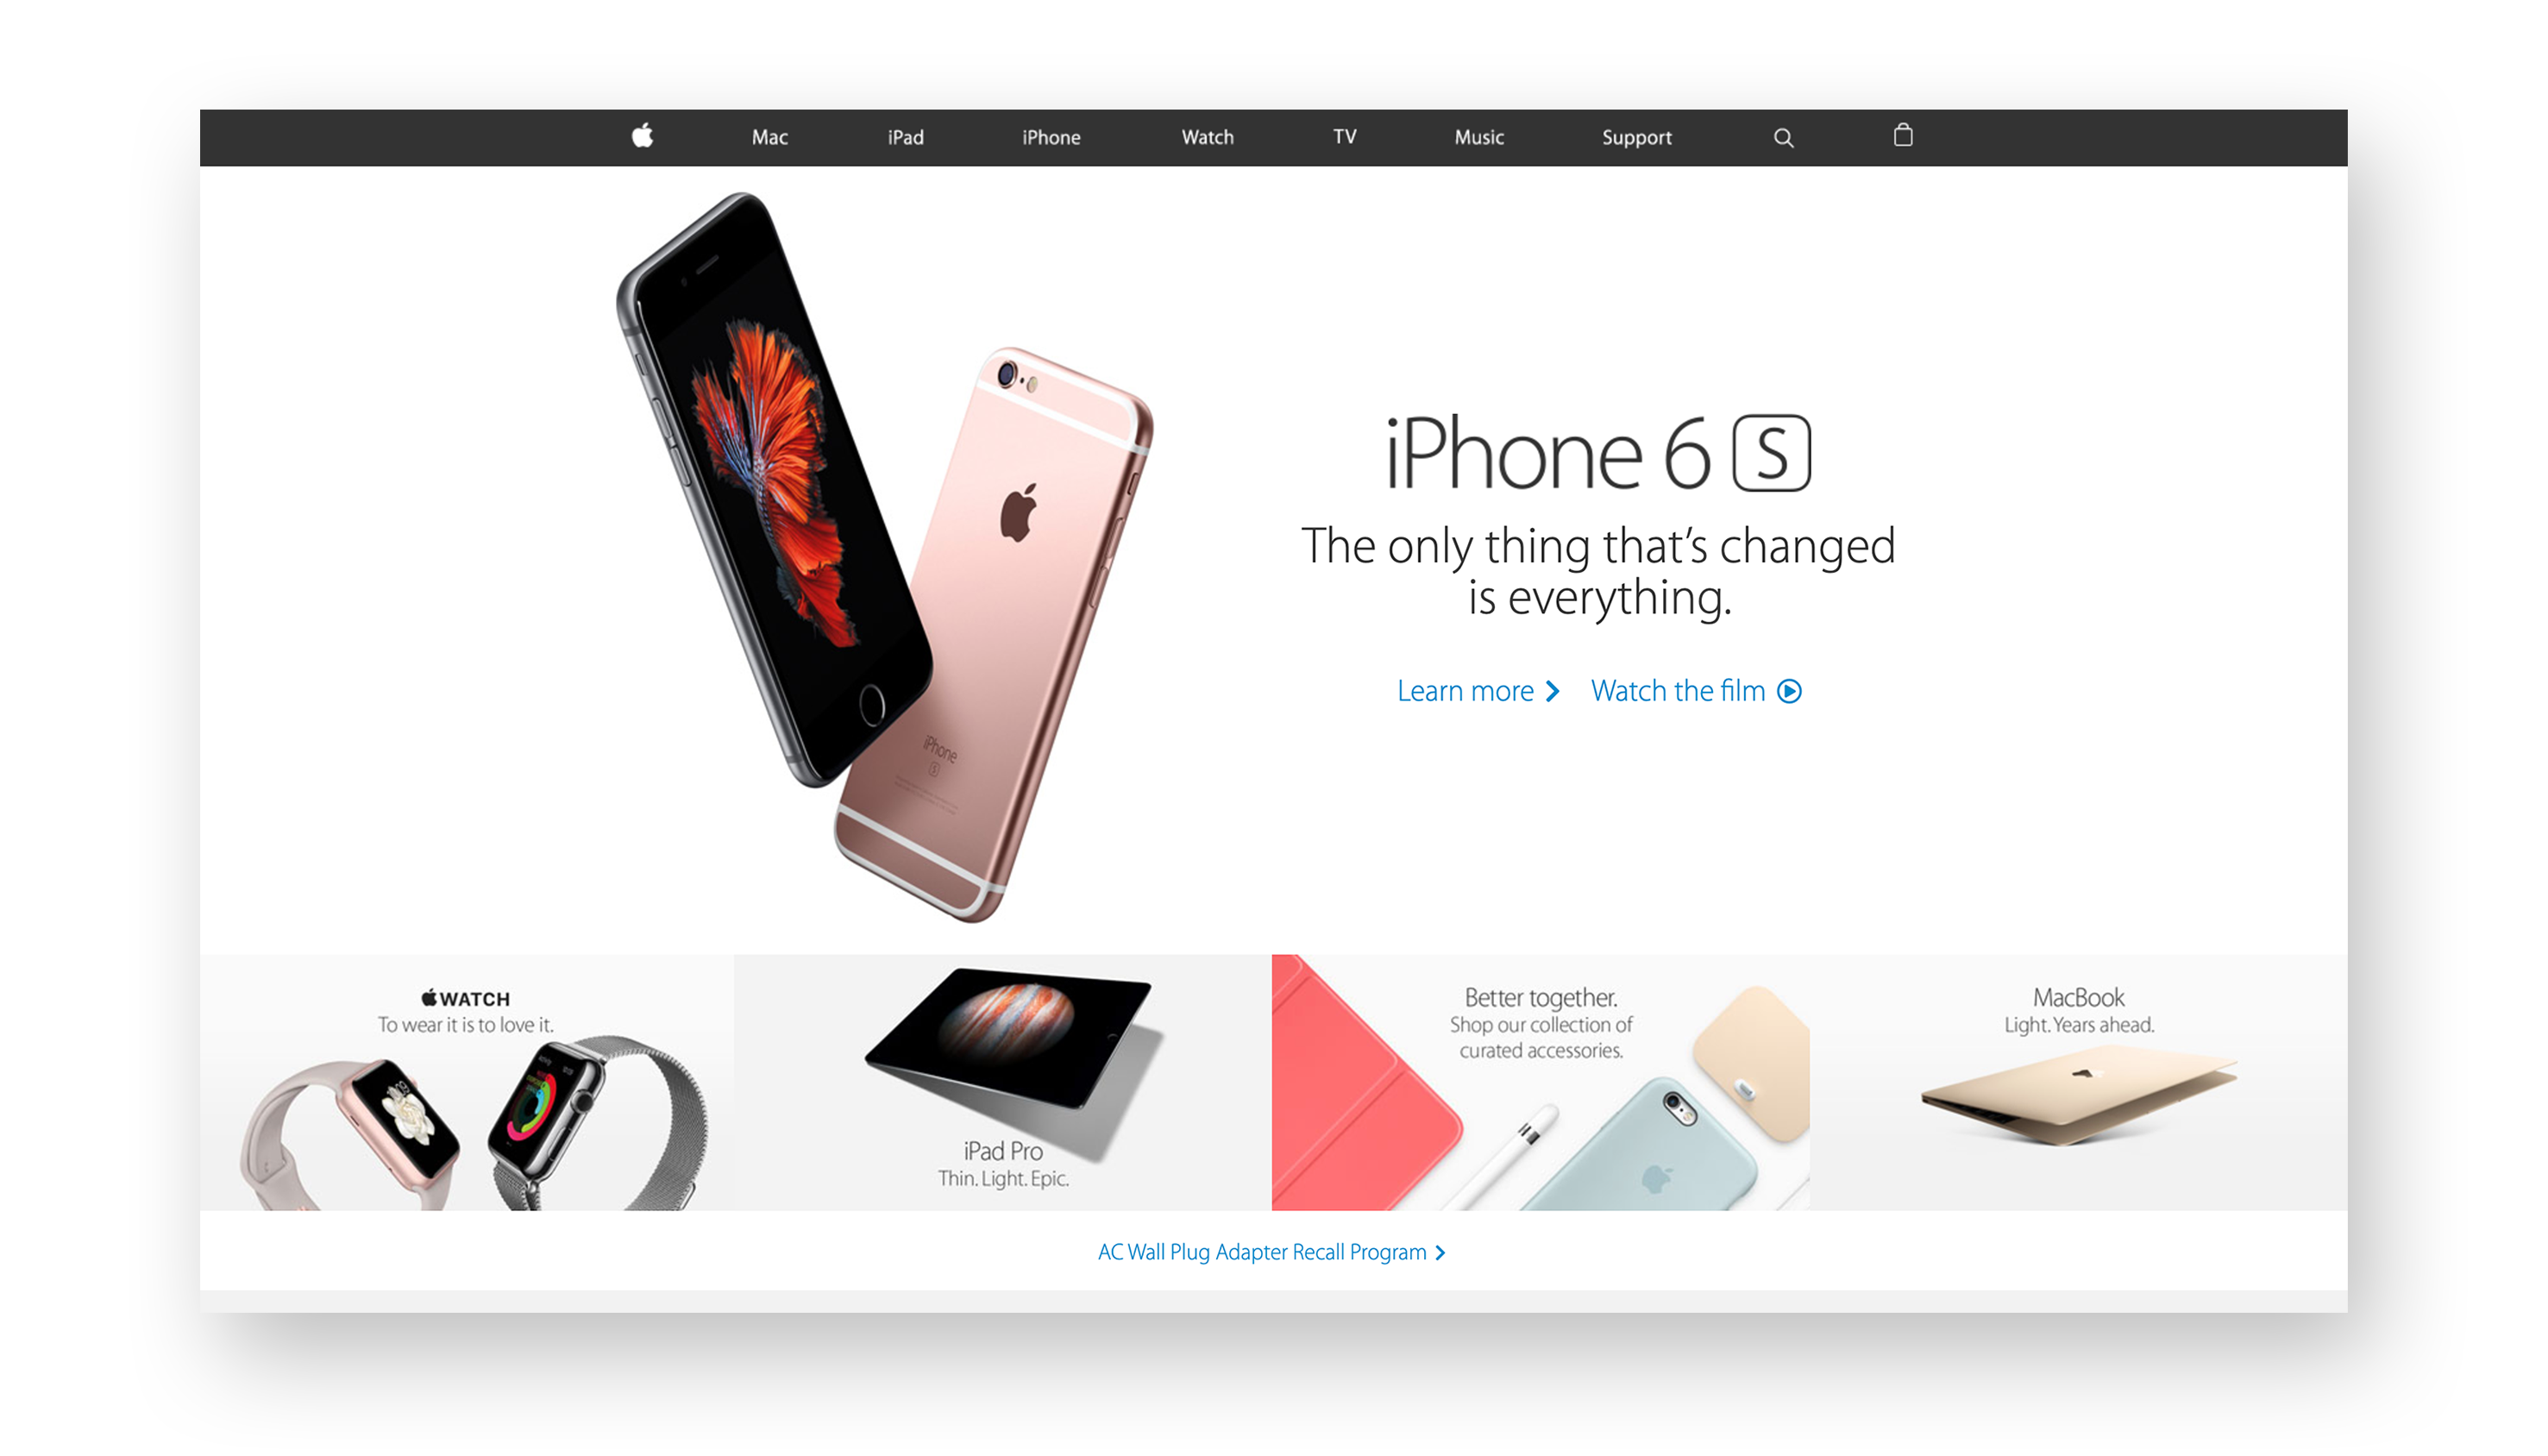 Mac iPad iPhone Watch TV Music Support
iPhone 6 S
The only thing that’s changed
is everything.
Learn more Watch the film
iPhone
S
WATCH
To wear it is to love it.
iPad Pro
Thin. Light. Epic.
Better together.
Shop our collection of
curated accessories.
MacBook
Light. Years ahead.
AC Wall Plug Adapter Recall Program